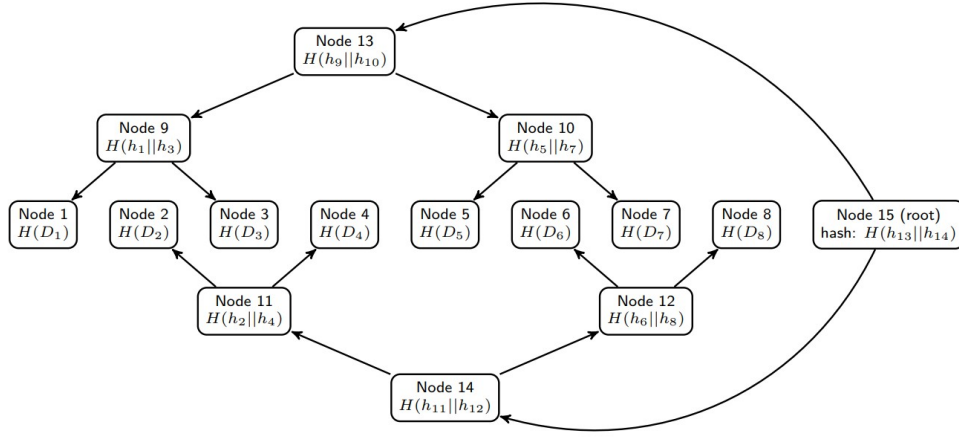 Node 13
H(h₉||h₁₀)
Node 9
H(h₁||h₃)
Node 10
H(h₅||h₇)
Node 1
H(D₁)
Node 2
H(D₂)
Node 3
H(D₃)
Node 4
H(D₄)
Node 5
H(D₅)
Node 6
H(D₆)
Node 7
H(D₇)
Node 8
H(D₈)
Node 15 (root)
hash: H(h₁₃||h₁₄)
Node 11
H(h₂||h₄)
Node 12
H(h₆||h₈)
Node 14
H(h₁₁||h₁₂)